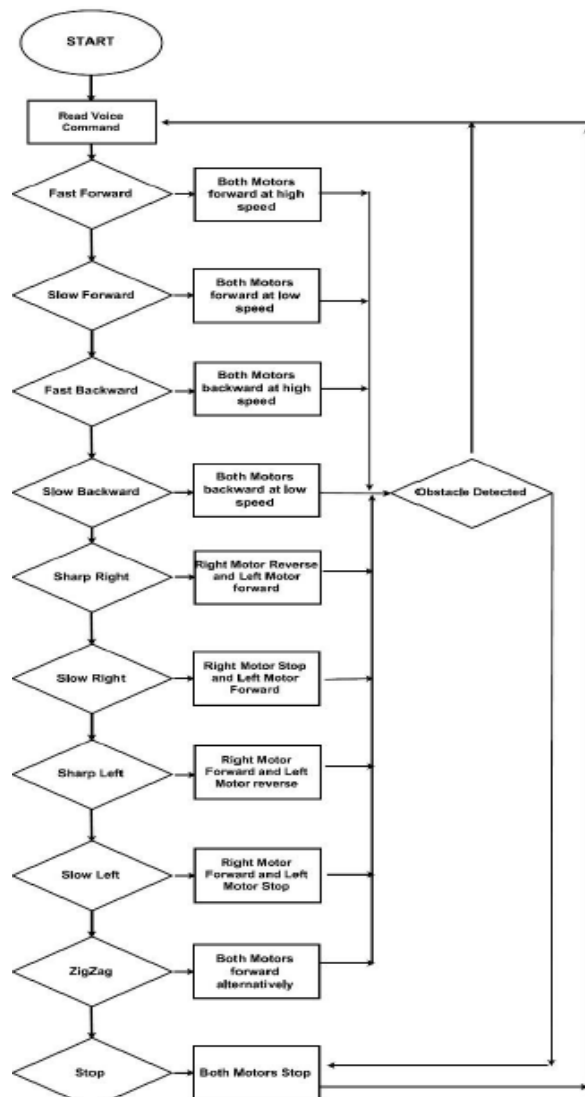 START
Read Voice
Command
Fast Forward
Both Motors
forward at high
speed
Slow Forward
Both Motors
forward at low
speed
Fast Backward
Both Motors
backward at high
speed
Slow Backward
Both Motors
backward at low
speed
Obstacle Detected
Sharp Right
Right Motor Reverse
and Left Motor
forward
Slow Right
Right Motor Stop
and Left Motor
Forward
Sharp Left
Right Motor
Forward and Left
Motor reverse
Slow Left
Right Motor
Forward and Left
Motor Stop
ZigZag
Both Motors
forward
alternatively
Stop
Both Motors Stop